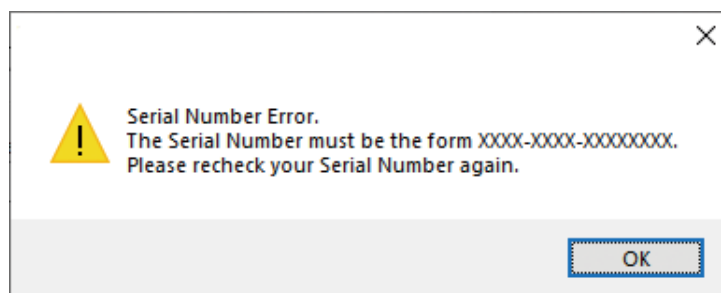 Serial Number Error.
The Serial Number must be the form XXXX-XXXX-XXXXXXXX.
Please recheck your Serial Number again.
OK